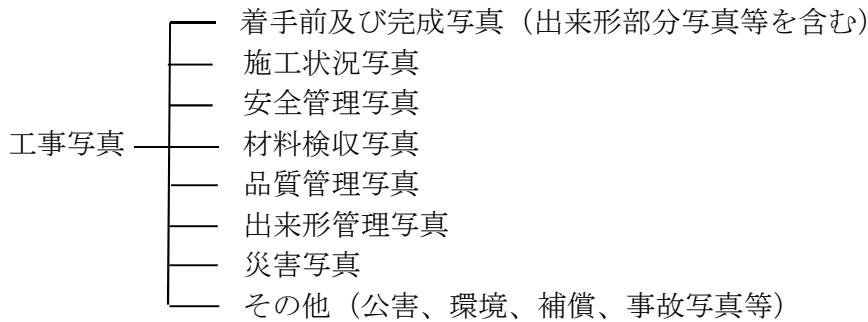 着手前及び完成写真（出来形部分写真等を含む）
施工状況写真
安全管理写真
工事写真 材料検収写真
品質管理写真
出来形管理写真
災害写真
その他（公害、環境、補償、事故写真等）